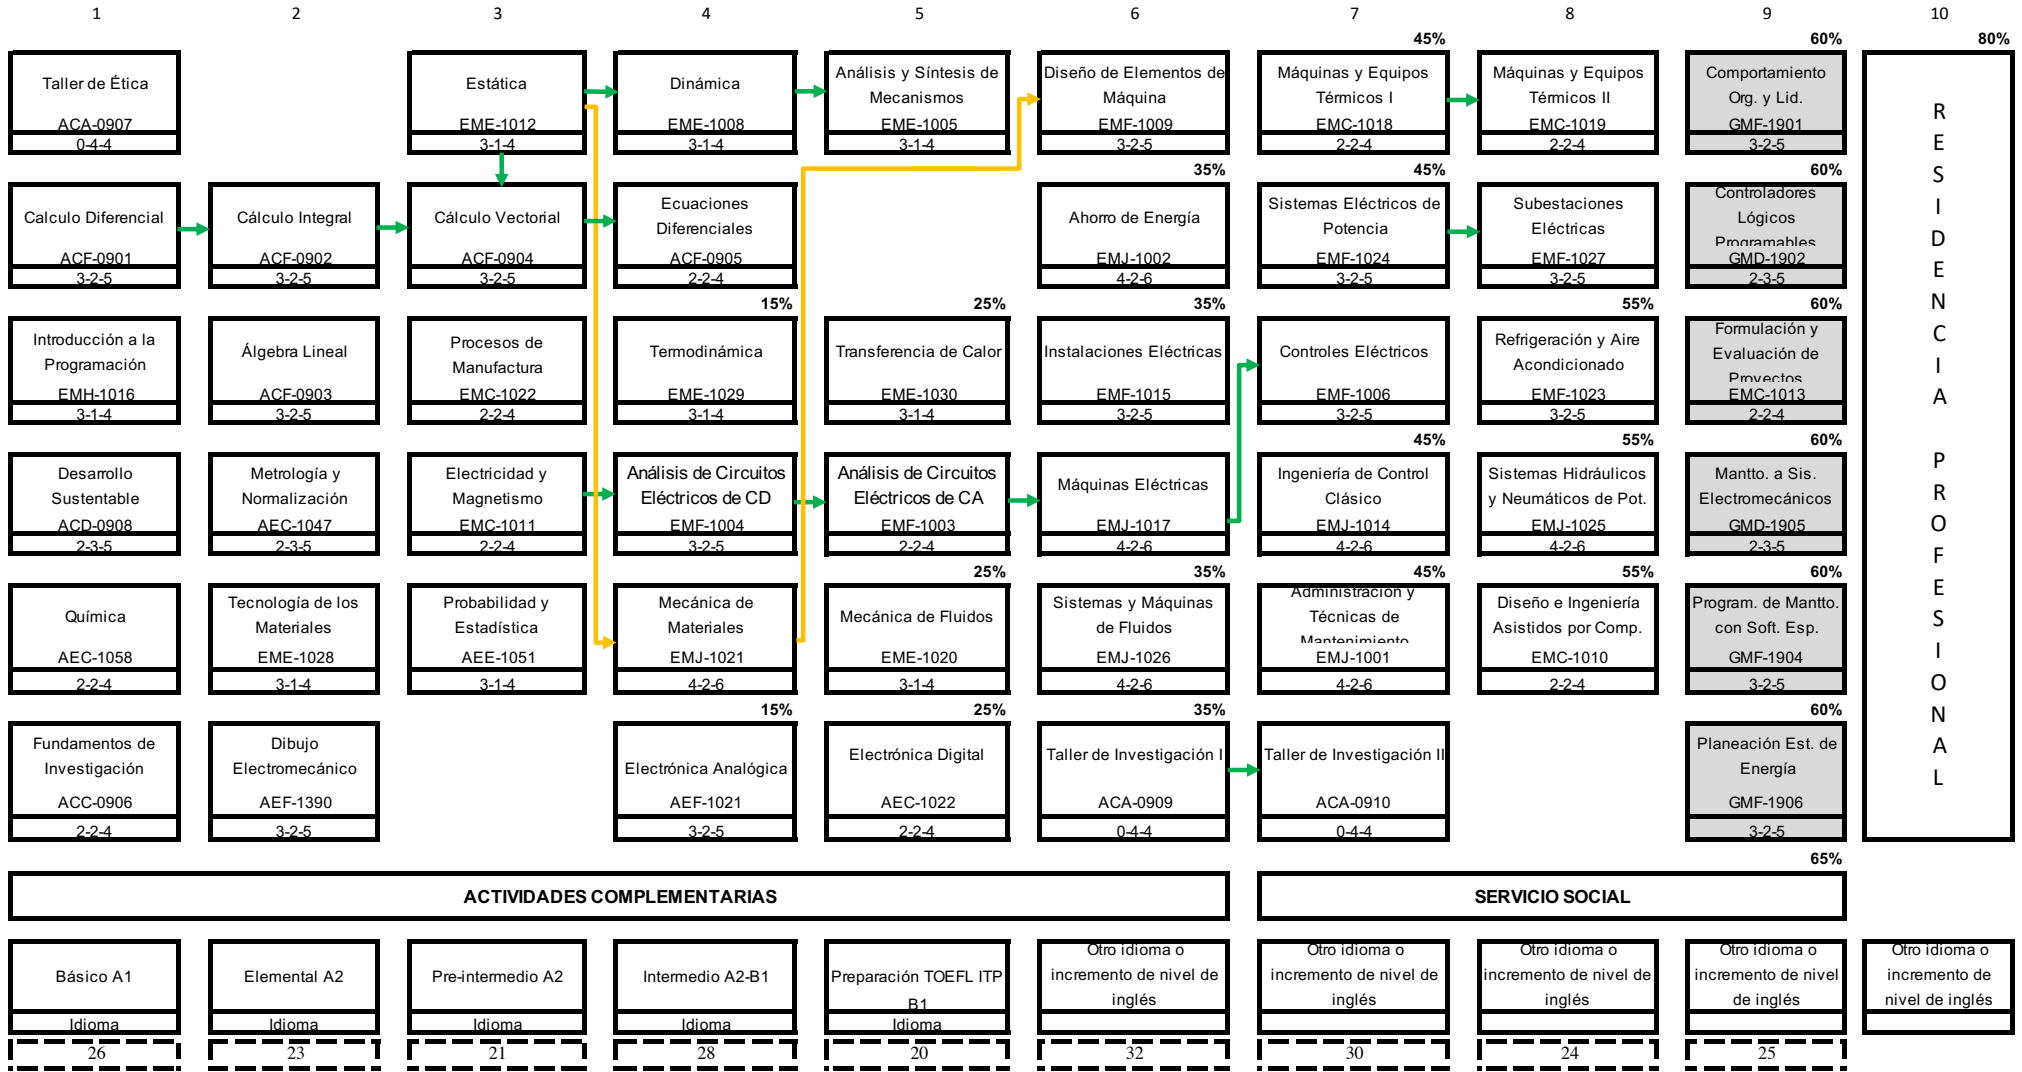 1 2 3 4 5 6 7 8 9 10
45% 60% 80%
Taller de Ética
ACA-0907
0-4-4
Estática
EME-1012
3-1-4
Dinámica
EME-1008
3-1-4
Análisis y Síntesis de
Mecanismos
EME-1005
3-1-4
Diseño de Elementos de
Máquina
EMF-1009
3-2-5
Máquinas y Equipos
Térmicos I
EMC-1018
2-2-4
Máquinas y Equipos
Térmicos II
EMC-1019
2-2-4
Comportamiento
Org. y Lid.
GMF-1901
3-2-5
RESIDENCIA PROFESIONAL
35% 45% 60%
Calculo Diferencial
ACF-0901
3-2-5
Cálculo Integral
ACF-0902
3-2-5
Cálculo Vectorial
ACF-0904
3-2-5
Ecuaciones
Diferenciales
ACF-0905
2-2-4
Ahorro de Energía
EMJ-1002
4-2-6
Sistemas Eléctricos de
Potencia
EMF-1024
3-2-5
Subestaciones
Eléctricas
EMF-1027
3-2-5
Controladores
Lógicos
Programables
GMD-1902
2-3-5
15% 25% 35% 55% 60%
Introducción a la
Programación
EMH-1016
3-1-4
Álgebra Lineal
ACF-0903
3-2-5
Procesos de
Manufactura
EMC-1022
2-2-4
Termodinámica
EME-1029
3-1-4
Transferencia de Calor
EME-1030
3-1-4
Instalaciones Eléctricas
EMF-1015
3-2-5
Controles Eléctricos
EMF-1006
3-2-5
Refrigeración y Aire
Acondicionado
EMF-1023
3-2-5
Formulación y
Evaluación de
Proyectos
EMC-1013
2-2-4
45% 55% 60%
Desarrollo
Sustentable
ACD-0908
2-3-5
Metrología y
Normalización
AEC-1047
2-3-5
Electricidad y
Magnetismo
EMC-1011
2-2-4
Análisis de Circuitos
Eléctricos de CD
EMF-1004
3-2-5
Análisis de Circuitos
Eléctricos de CA
EMF-1003
2-2-4
Máquinas Eléctricas
EMJ-1017
4-2-6
Ingeniería de Control
Clásico
EMJ-1014
4-2-6
Sistemas Hidráulicos
y Neumáticos de Pot.
EMJ-1025
4-2-6
Mantto. a Sis.
Electromecánicos
GMD-1905
2-3-5
25% 35% 45% 55% 60%
Química
AEC-1058
2-2-4
Tecnología de los
Materiales
EME-1028
3-1-4
Probabilidad y
Estadística
AEE-1051
3-1-4
Mecánica de
Materiales
EMJ-1021
4-2-6
Mecánica de Fluidos
EME-1020
3-1-4
Sistemas y Máquinas
de Fluidos
EMJ-1026
4-2-6
Administración y
Técnicas de
Mantenimiento
EMJ-1001
4-2-6
Diseño e Ingeniería
Asistidos por Comp.
EMC-1010
2-2-4
Program. de Mantto.
con Soft. Esp.
GMF-1904
3-2-5
15% 25% 35% 60%
Fundamentos de
Investigación
ACC-0906
2-2-4
Dibujo
Electromecánico
AEF-1390
3-2-5
Electrónica Analógica
AEF-1021
3-2-5
Electrónica Digital
AEC-1022
2-2-4
Taller de Investigación I
ACA-0909
0-4-4
Taller de Investigación II
ACA-0910
0-4-4
Planeación Est. de
Energía
GMF-1906
3-2-5
65%
ACTIVIDADES COMPLEMENTARIAS
SERVICIO SOCIAL
Básico A1
Idioma
Elemental A2
Idioma
Pre-intermedio A2
Idioma
Intermedio A2-B1
Idioma
Preparación TOEFL ITP
B1
Idioma
Otro idioma o
incremento de nivel de
inglés
Otro idioma o
incremento de nivel de
inglés
Otro idioma o
incremento de nivel de
inglés
Otro idioma o
incremento de nivel
de inglés
Otro idioma o
incremento de
nivel de inglés
26 23 21 28 20 32 30 24 25